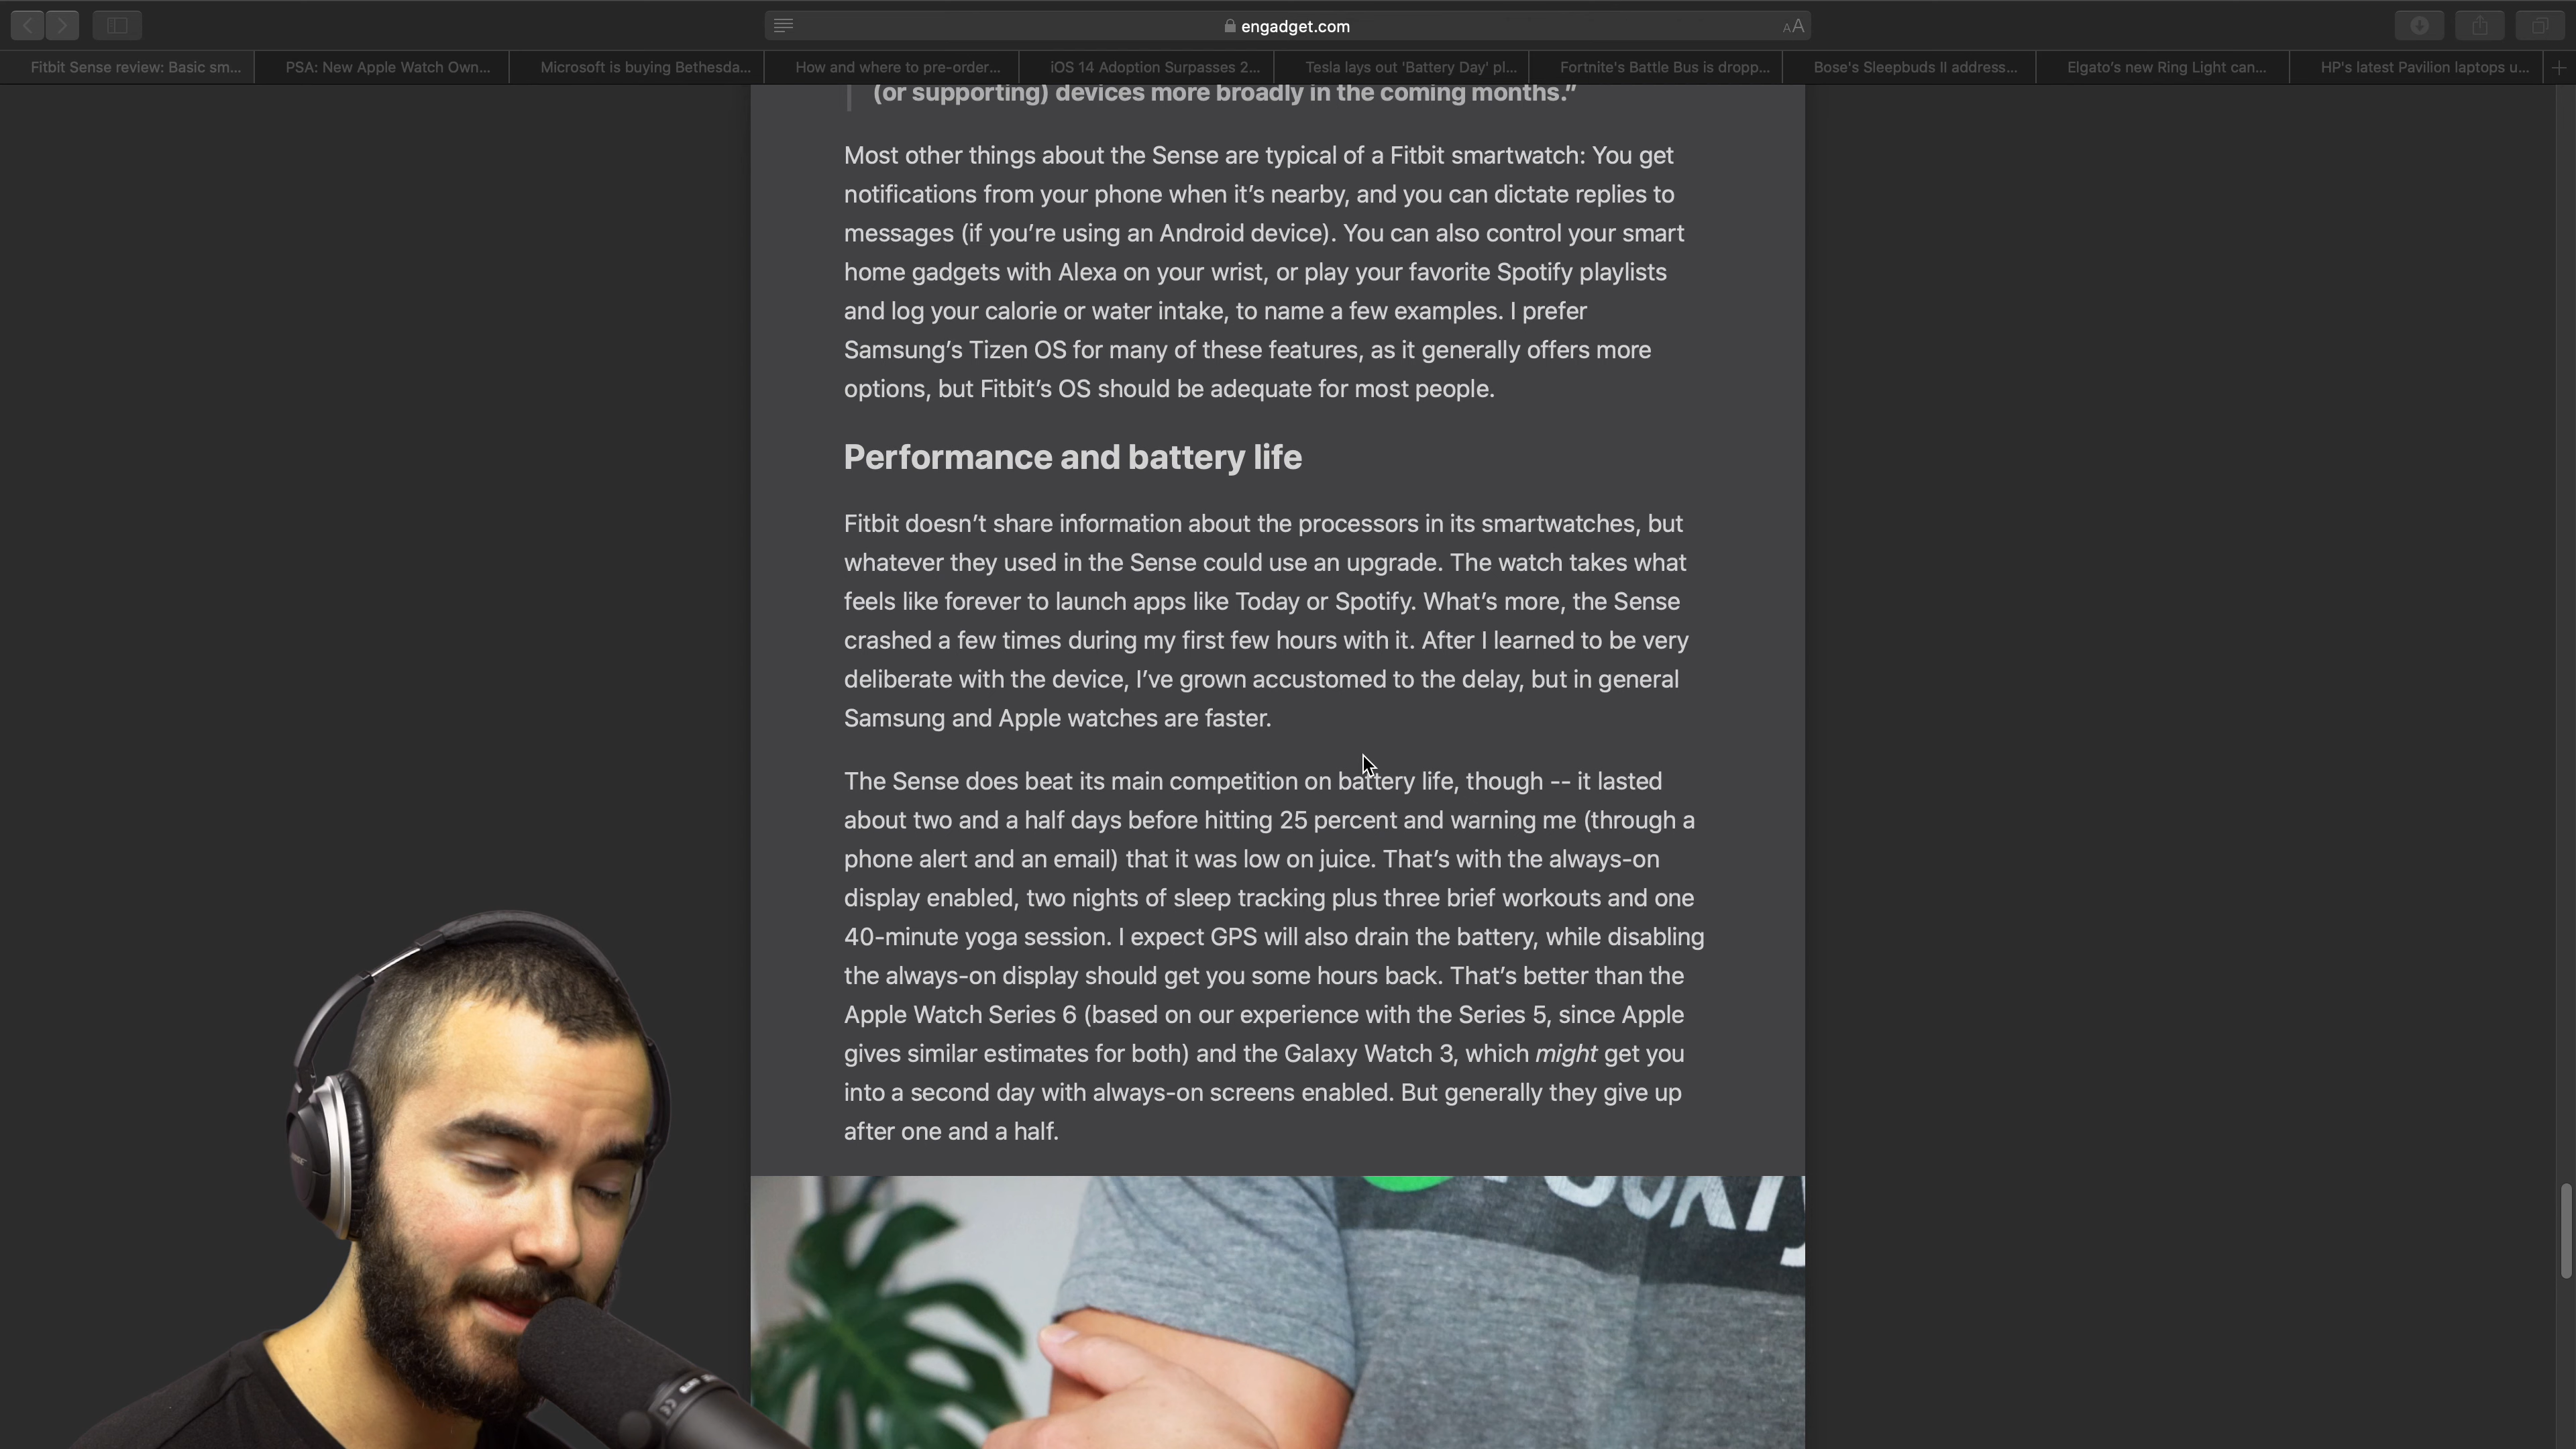 engadget.com
AA
Fitbit Sense review: Basic sm...
PSA: New Apple Watch Own...
Microsoft is buying Bethesda...
How and where to pre-order...
iOS 14 Adoption Surpasses 2...
Tesla lays out 'Battery Day' pl...
Fortnite's Battle Bus is dropp...
Bose's Sleepbuds II address...
Elgato’s new Ring Light can...
HP's latest Pavilion laptops u...
(or supporting) devices more broadly in the coming months.”
Most other things about the Sense are typical of a Fitbit smartwatch: You get
notifications from your phone when it’s nearby, and you can dictate replies to
messages (if you’re using an Android device). You can also control your smart
home gadgets with Alexa on your wrist, or play your favorite Spotify playlists
and log your calorie or water intake, to name a few examples. I prefer
Samsung’s Tizen OS for many of these features, as it generally offers more
options, but Fitbit’s OS should be adequate for most people.
Performance and battery life
Fitbit doesn’t share information about the processors in its smartwatches, but
whatever they used in the Sense could use an upgrade. The watch takes what
feels like forever to launch apps like Today or Spotify. What’s more, the Sense
crashed a few times during my first few hours with it. After I learned to be very
deliberate with the device, I’ve grown accustomed to the delay, but in general
Samsung and Apple watches are faster.
The Sense does beat its main competition on battery life, though -- it lasted
about two and a half days before hitting 25 percent and warning me (through a
phone alert and an email) that it was low on juice. That’s with the always-on
display enabled, two nights of sleep tracking plus three brief workouts and one
40-minute yoga session. I expect GPS will also drain the battery, while disabling
the always-on display should get you some hours back. That’s better than the
Apple Watch Series 6 (based on our experience with the Series 5, since Apple
gives similar estimates for both) and the Galaxy Watch 3, which might get you
into a second day with always-on screens enabled. But generally they give up
after one and a half.
BOSE